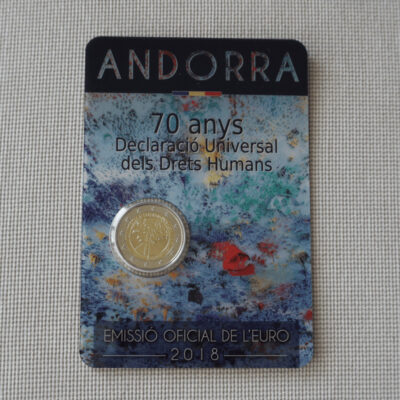 ANDORRA
70 anys
Declaració Universal
dels Drets Humans
EMISSIÓ OFICIAL DE L'EURO
2018